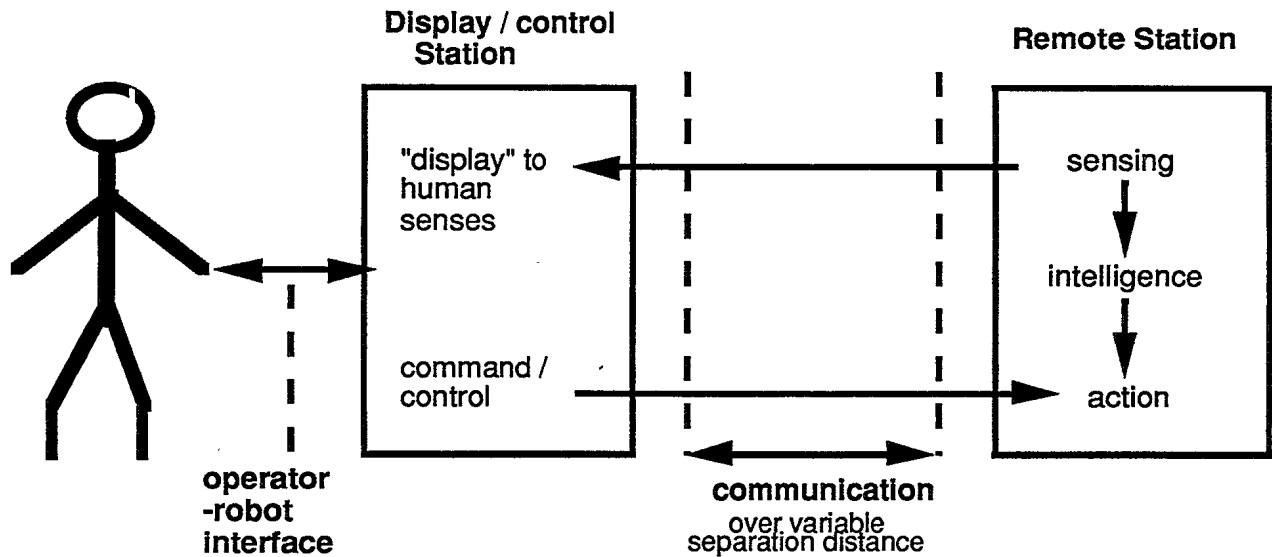 Display / control
Station
Remote Station
"display" to
human
senses
sensing
intelligence
command /
control
action
operator
-robot
interface
communication
over variable
separation distance